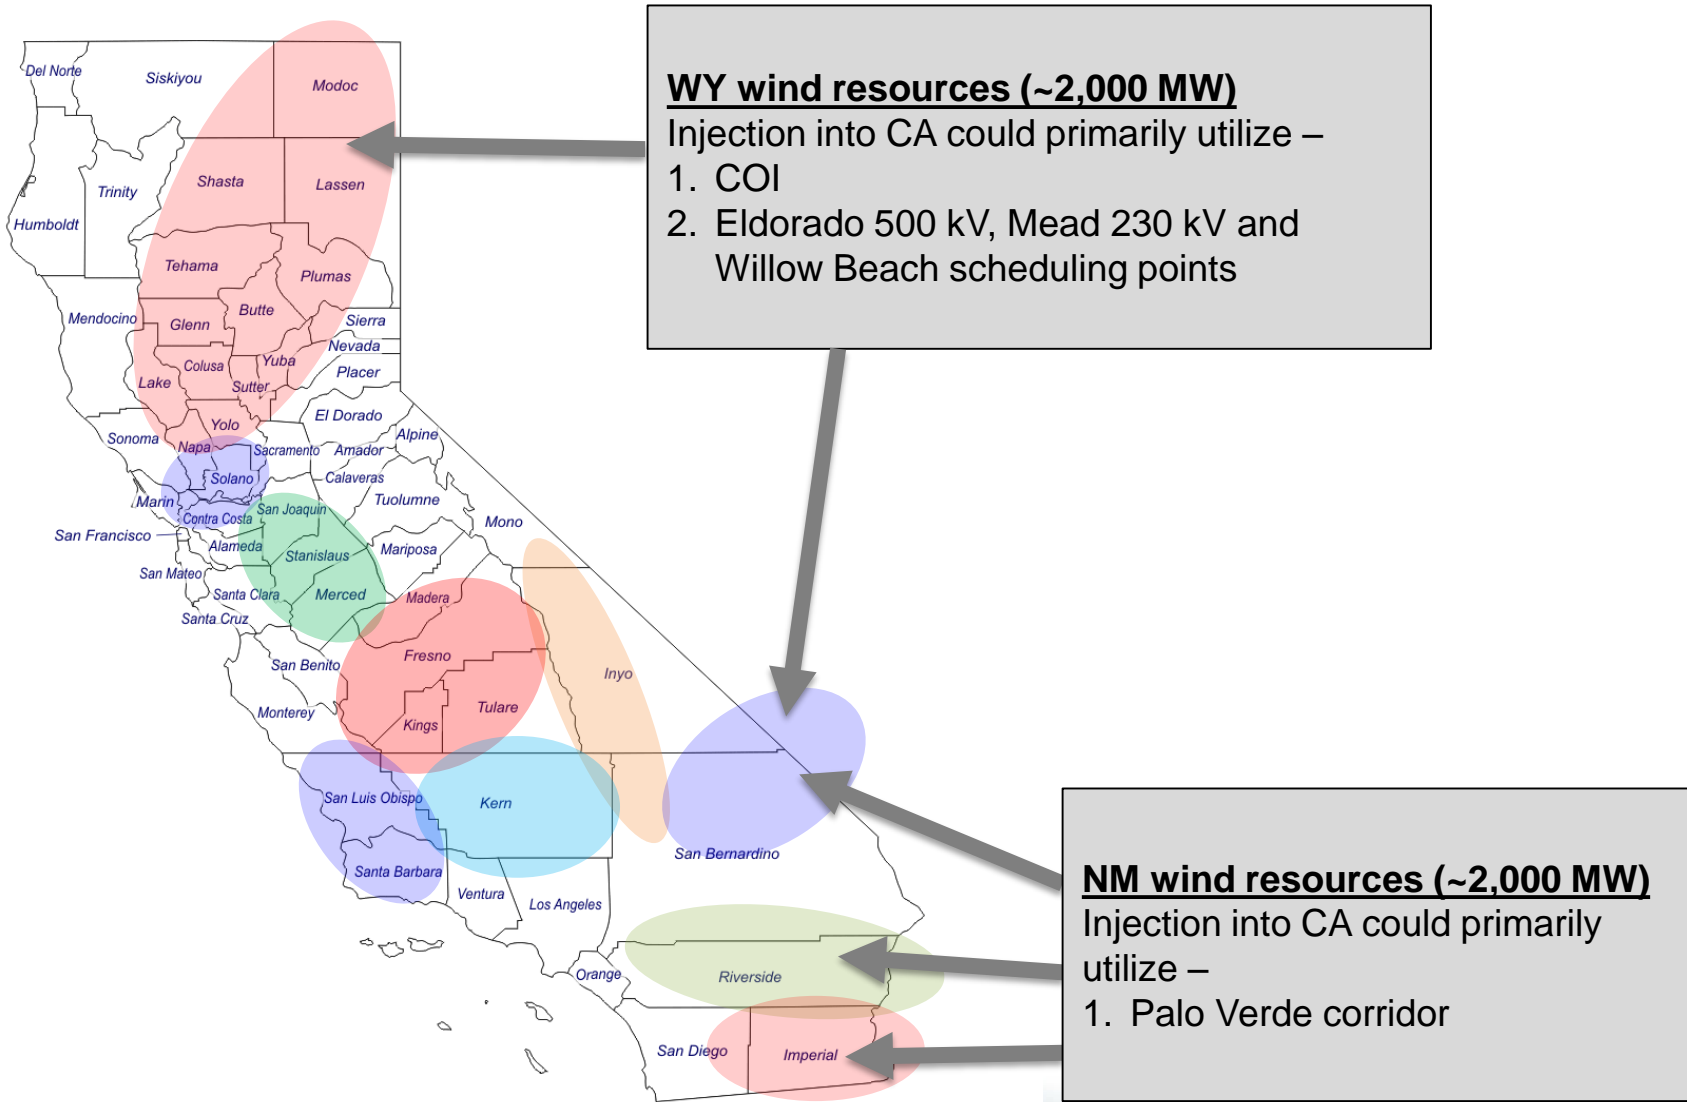 WY wind resources (~2,000 MW)
Injection into CA could primarily utilize –
1. COI
2. Eldorado 500 kV, Mead 230 kV and
Willow Beach scheduling points
Del Norte
Siskiyou
Modoc
Shasta
Lassen
Trinity
Humboldt
Tehama
Plumas
Mendocino
Glenn
Butte
Sierra
Nevada
Colusa
Yuba
Placer
Lake
Sutter
El Dorado
Yolo
Sonoma
Napa
Sacramento
Amador
Alpine
Solano
Calaveras
Marin
Tuolumne
Contra Costa
San Joaquin
Mono
San Francisco
Alameda
Stanislaus
Mariposa
San Mateo
Santa Clara
Merced
Madera
Santa Cruz
San Benito
Fresno
Inyo
Monterey
Kings
Tulare
San Luis Obispo
Kern
San Bernardino
Santa Barbara
Ventura
Los Angeles
Orange
Riverside
San Diego
Imperial
NM wind resources (~2,000 MW)
Injection into CA could primarily
utilize –
1. Palo Verde corridor